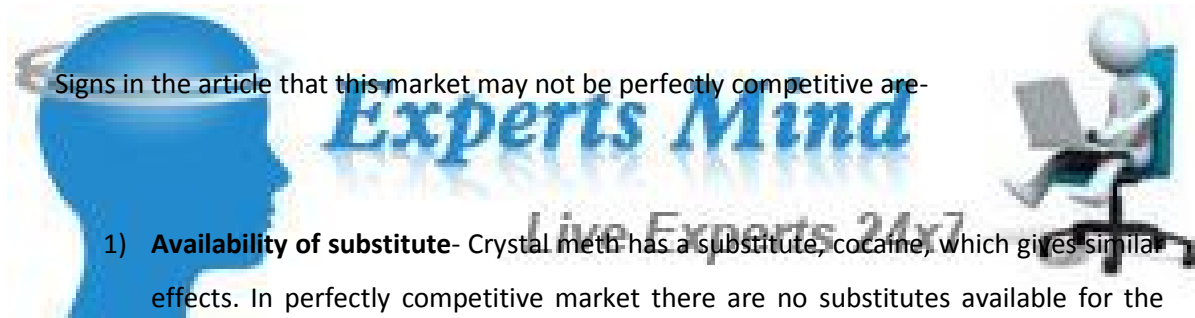 Signs in the article that this market may not be perfectly competitive are-
Experts Mind
Live Experts 24x7
1) Availability of substitute- Crystal meth has a substitute, cocaine, which gives similar
effects. In perfectly competitive market there are no substitutes available for the